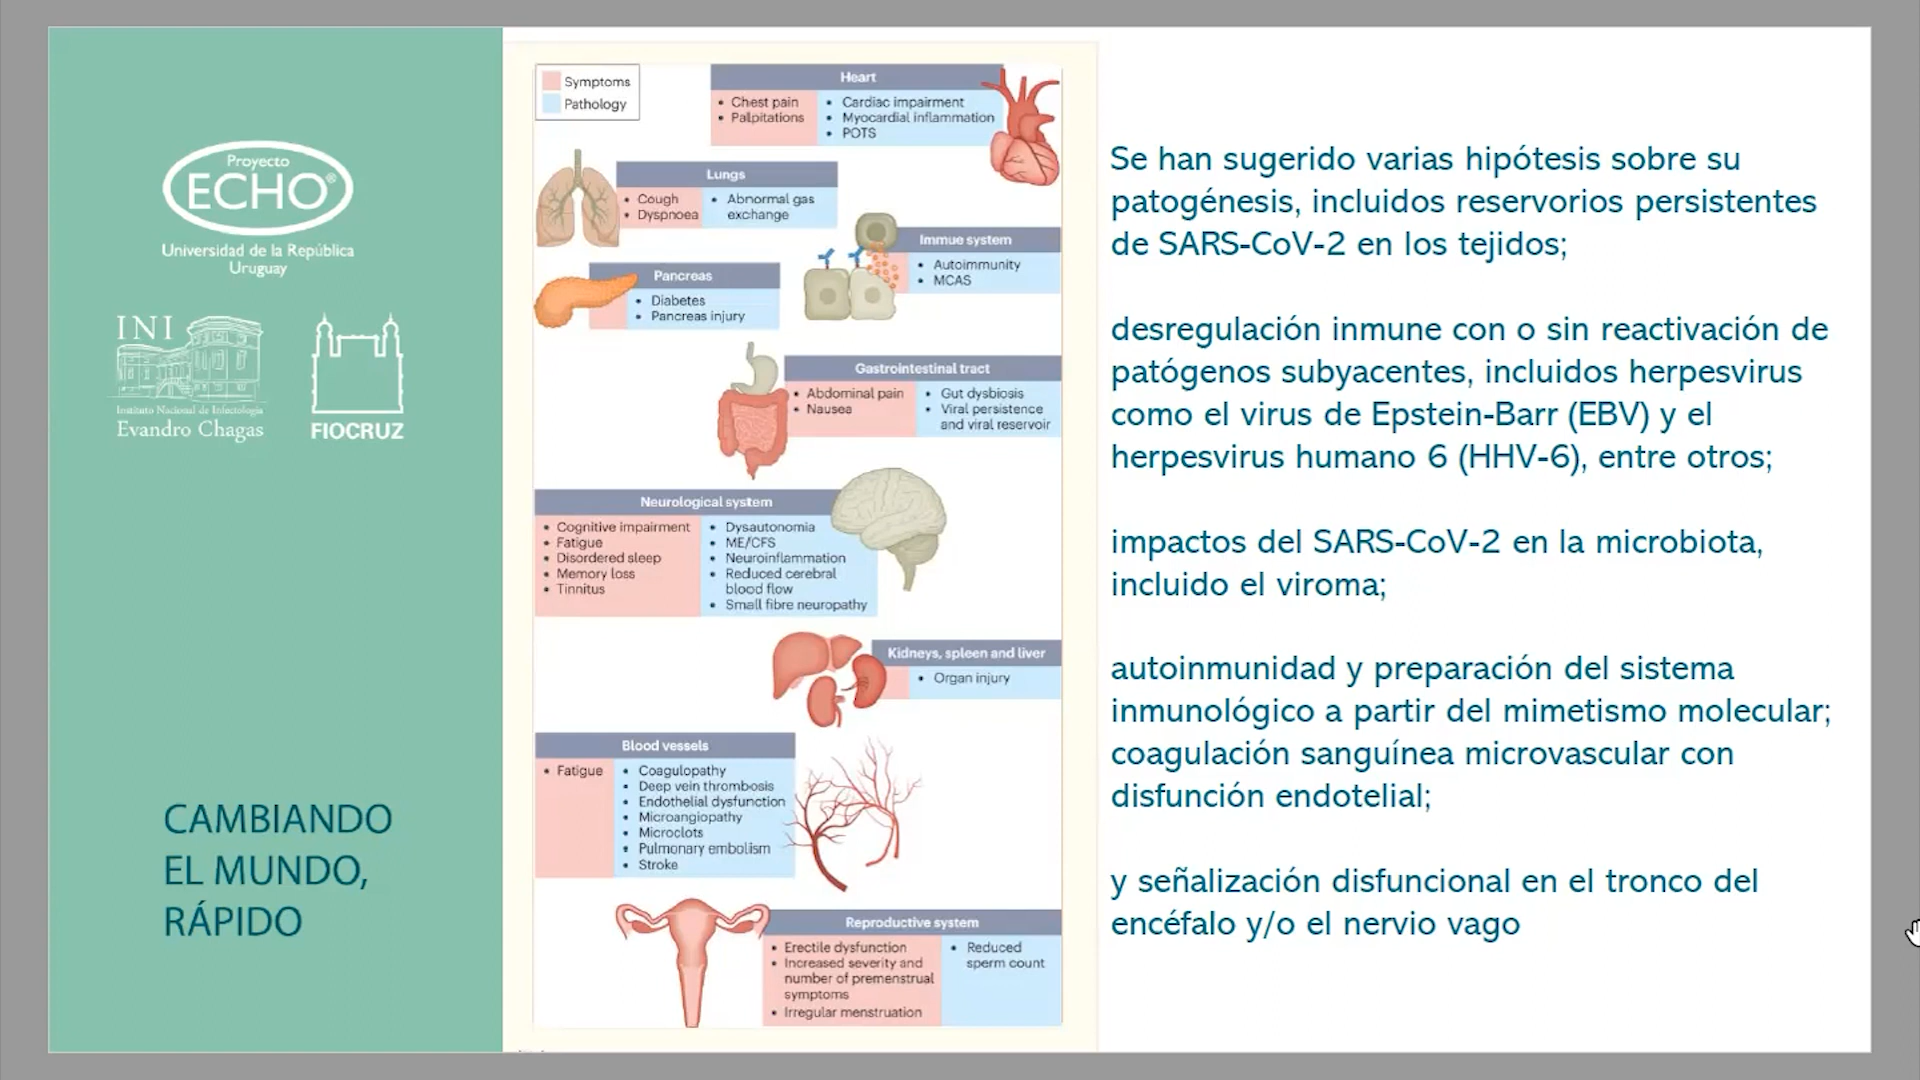 Proyecto
ECHO®
Universidad de la República
Uruguay
INI
Instituto Nacional de Infectología
Evandro Chagas
FIOCRUZ
CAMBIANDO
EL MUNDO,
RÁPIDO
Symptoms
Pathology
Heart
• Chest pain
• Palpitations
• Cardiac impairment
• Myocardial inflammation
• POTS
Lungs
• Cough
• Dyspnoea
• Abnormal gas
exchange
Immue system
• Autoimmunity
• MCAS
Pancreas
• Diabetes
• Pancreas injury
Gastrointestinal tract
• Abdominal pain
• Nausea
• Gut dysbiosis
• Viral persistence
and viral reservoir
Neurological system
• Cognitive impairment
• Fatigue
• Disordered sleep
• Memory loss
• Tinnitus
• Dysautonomia
• ME/CFS
• Neuroinflammation
• Reduced cerebral
blood flow
• Small fibre neuropathy
Kidneys, spleen and liver
• Organ injury
Blood vessels
• Fatigue
• Coagulopathy
• Deep vein thrombosis
• Endothelial dysfunction
• Microangiopathy
• Microclots
• Pulmonary embolism
• Stroke
Reproductive system
• Erectile dysfunction
• Increased severity and
number of premenstrual
symptoms
• Irregular menstruation
• Reduced
sperm count
Se han sugerido varias hipótesis sobre su
patogénesis, incluidos reservorios persistentes
de SARS-CoV-2 en los tejidos;
desregulación inmune con o sin reactivación de
patógenos subyacentes, incluidos herpesvirus
como el virus de Epstein-Barr (EBV) y el
herpesvirus humano 6 (HHV-6), entre otros;
impactos del SARS-CoV-2 en la microbiota,
incluido el viroma;
autoinmunidad y preparación del sistema
inmunológico a partir del mimetismo molecular;
coagulación sanguínea microvascular con
disfunción endotelial;
y señalización disfuncional en el tronco del
encéfalo y/o el nervio vago